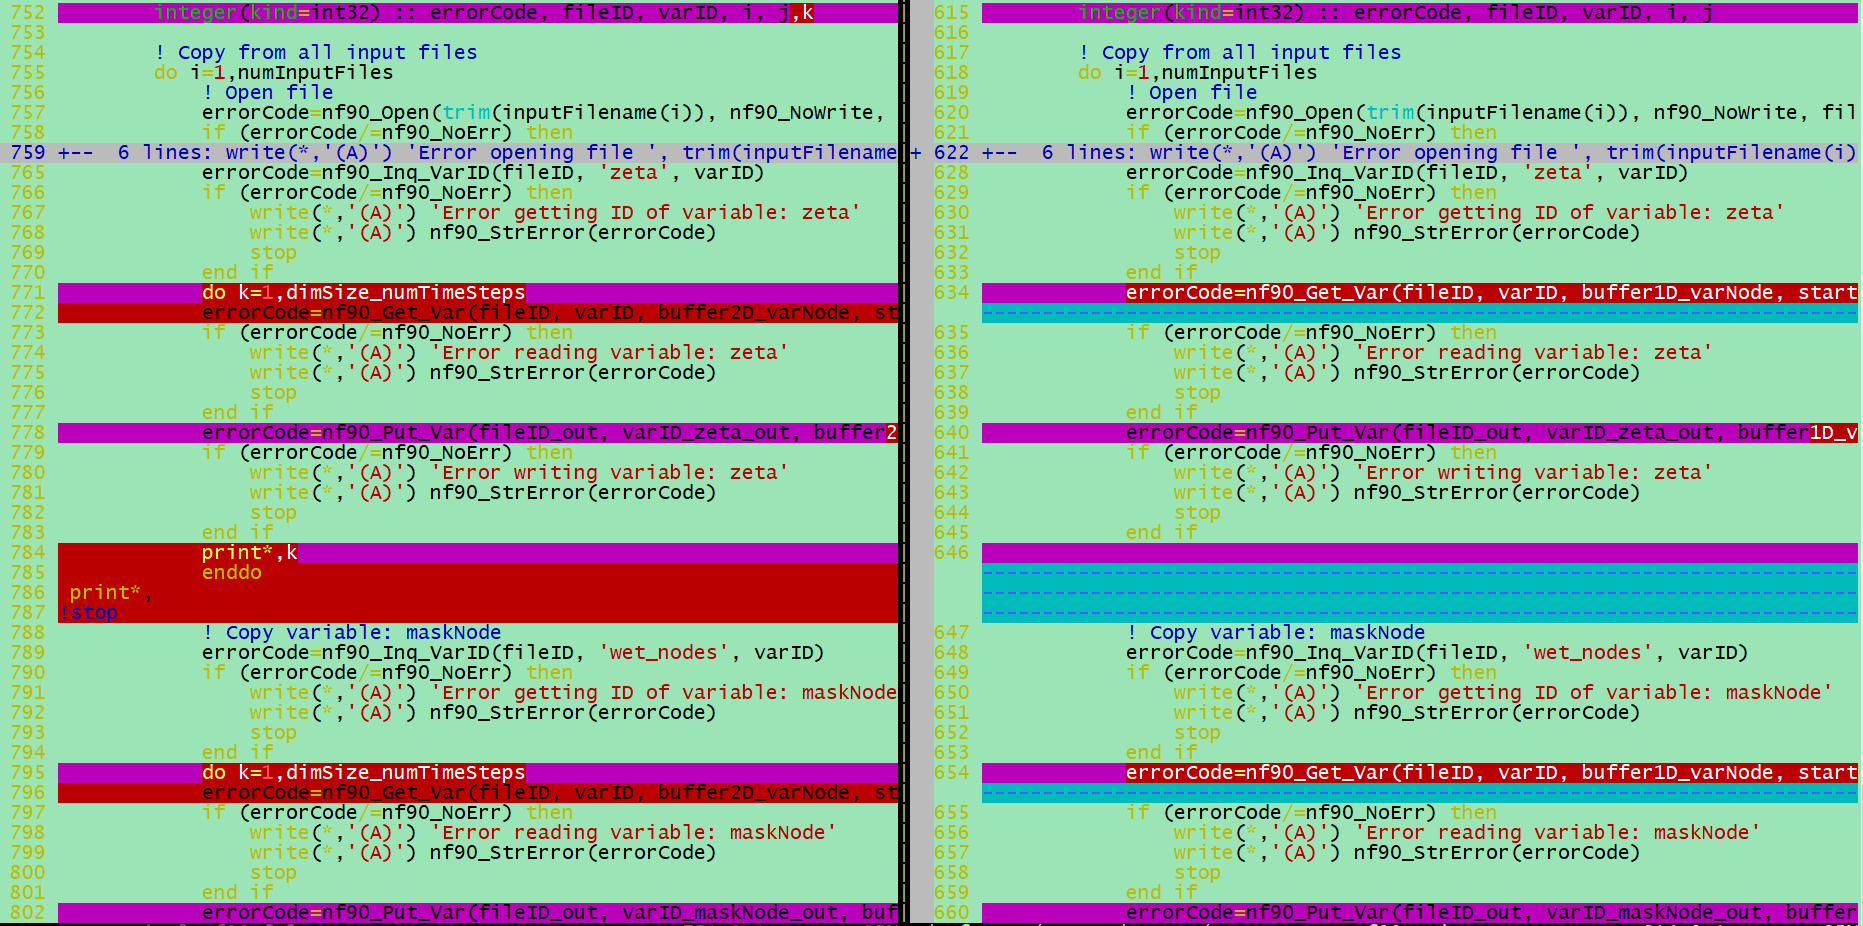 752         integer(kind=int32) :: errorCode, fileID, varID, i, j,k
753
754         ! Copy from all input files
755         do i=1,numInputFiles
756             ! Open file
757             errorCode=nf90_Open(trim(inputFilename(i)), nf90_NoWrite,
758             if (errorCode/=nf90_NoErr) then
759 +--  6 lines: write(*,'(A)') 'Error opening file ', trim(inputFilename
765             errorCode=nf90_Inq_VarID(fileID, 'zeta', varID)
766             if (errorCode/=nf90_NoErr) then
767                 write(*,'(A)') 'Error getting ID of variable: zeta'
768                 write(*,'(A)') nf90_StrError(errorCode)
769                 stop
770             end if
771             do k=1,dimSize_numTimeSteps
772             errorCode=nf90_Get_Var(fileID, varID, buffer2D_varNode, st
773             if (errorCode/=nf90_NoErr) then
774                 write(*,'(A)') 'Error reading variable: zeta'
775                 write(*,'(A)') nf90_StrError(errorCode)
776                 stop
777             end if
778             errorCode=nf90_Put_Var(fileID_out, varID_zeta_out, buffer2
779             if (errorCode/=nf90_NoErr) then
780                 write(*,'(A)') 'Error writing variable: zeta'
781                 write(*,'(A)') nf90_StrError(errorCode)
782                 stop
783             end if
784             print*,k
785             enddo
786  print*,
787 !stop
788             ! Copy variable: maskNode
789             errorCode=nf90_Inq_VarID(fileID, 'wet_nodes', varID)
790             if (errorCode/=nf90_NoErr) then
791                 write(*,'(A)') 'Error getting ID of variable: maskNode
792                 write(*,'(A)') nf90_StrError(errorCode)
793                 stop
794             end if
795             do k=1,dimSize_numTimeSteps
796             errorCode=nf90_Get_Var(fileID, varID, buffer2D_varNode, st
797             if (errorCode/=nf90_NoErr) then
798                 write(*,'(A)') 'Error reading variable: maskNode'
799                 write(*,'(A)') nf90_StrError(errorCode)
800                 stop
801             end if
802             errorCode=nf90_Put_Var(fileID_out, varID_maskNode_out, buf
615         integer(kind=int32) :: errorCode, fileID, varID, i, j
616
617         ! Copy from all input files
618         do i=1,numInputFiles
619             ! Open file
620             errorCode=nf90_Open(trim(inputFilename(i)), nf90_NoWrite, fil
621             if (errorCode/=nf90_NoErr) then
+ 622 +--  6 lines: write(*,'(A)') 'Error opening file ', trim(inputFilename(i)
628             errorCode=nf90_Inq_VarID(fileID, 'zeta', varID)
629             if (errorCode/=nf90_NoErr) then
630                 write(*,'(A)') 'Error getting ID of variable: zeta'
631                 write(*,'(A)') nf90_StrError(errorCode)
632                 stop
633             end if
634             errorCode=nf90_Get_Var(fileID, varID, buffer1D_varNode, start
635             if (errorCode/=nf90_NoErr) then
636                 write(*,'(A)') 'Error reading variable: zeta'
637                 write(*,'(A)') nf90_StrError(errorCode)
638                 stop
639             end if
640             errorCode=nf90_Put_Var(fileID_out, varID_zeta_out, buffer1D_v
641             if (errorCode/=nf90_NoErr) then
642                 write(*,'(A)') 'Error writing variable: zeta'
643                 write(*,'(A)') nf90_StrError(errorCode)
644                 stop
645             end if
646
647             ! Copy variable: maskNode
648             errorCode=nf90_Inq_VarID(fileID, 'wet_nodes', varID)
649             if (errorCode/=nf90_NoErr) then
650                 write(*,'(A)') 'Error getting ID of variable: maskNode'
651                 write(*,'(A)') nf90_StrError(errorCode)
652                 stop
653             end if
654             errorCode=nf90_Get_Var(fileID, varID, buffer1D_varNode, start
655             if (errorCode/=nf90_NoErr) then
656                 write(*,'(A)') 'Error reading variable: maskNode'
657                 write(*,'(A)') nf90_StrError(errorCode)
658                 stop
659             end if
660             errorCode=nf90_Put_Var(fileID_out, varID_maskNode_out, buffer